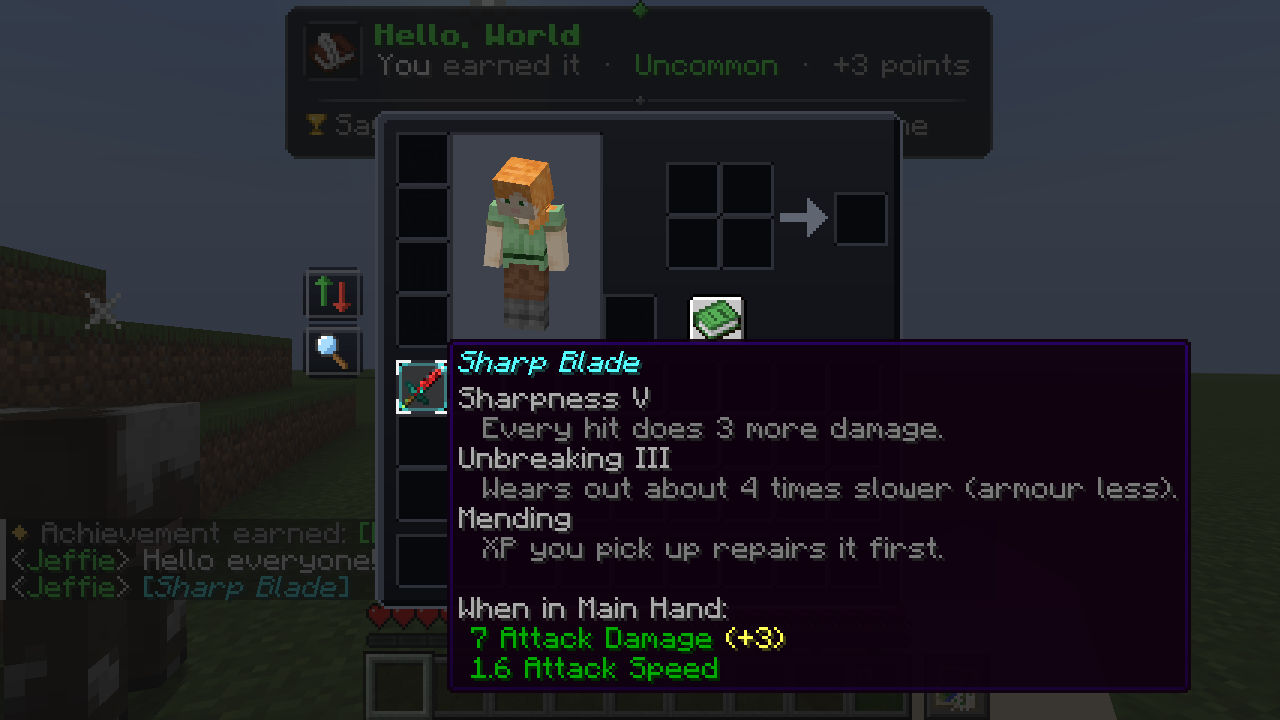 Hello, World
You earned it · Uncommon · +3 points
Sharp Blade
Sharpness V
Every hit does 3 more damage.
Unbreaking III
Wears out about 4 times slower (armour less).
Mending
XP you pick up repairs it first.
When in Main Hand:
7 Attack Damage (+3)
1.6 Attack Speed
Achievement earned:
<Jeffie> Hello everyone!
<Jeffie> [Sharp Blade]